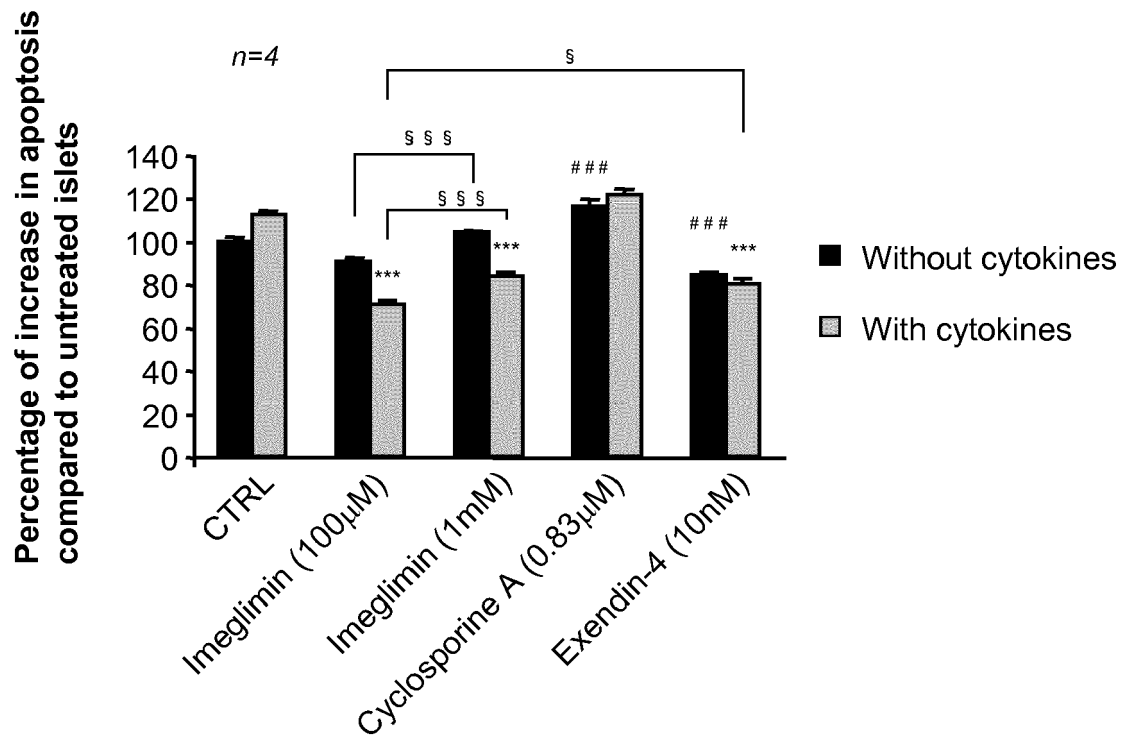 Percentage of increase in apoptosis
compared to untreated islets
n=4
§
§ § §
§ § §
140
120
100
80
60
40
20
0
***
***
###
###
***
Without cytokines
With cytokines
CTRL
Imeglimin (100µM)
Imeglimin (1mM)
Cyclosporine A (0.83µM)
Exendin-4 (10nM)